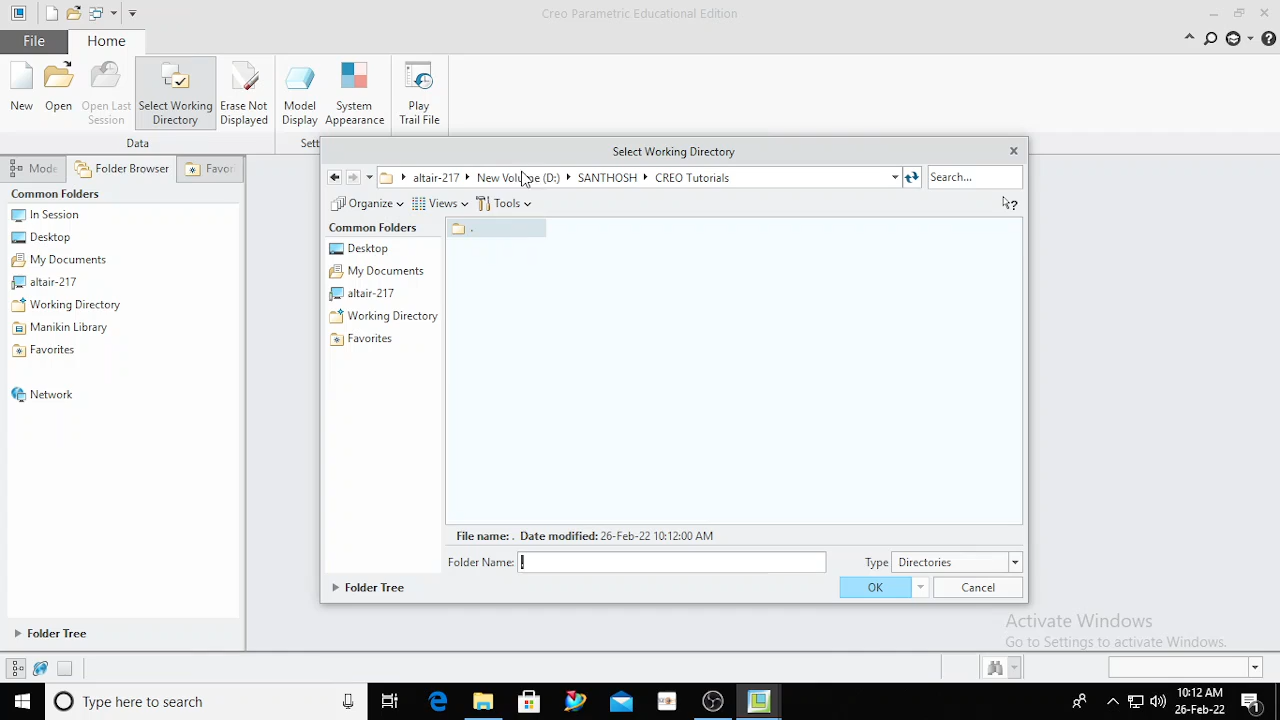 Creo Parametric Educational Edition
File
Home
New
Open
Open Last
Session
Select Working
Directory
Erase Not
Displayed
Model
Display
System
Appearance
Play
Trail File
Data
Sett
Mode
Folder Browser
Favori
Common Folders
In Session
Desktop
My Documents
altair-217
Working Directory
Manikin Library
Favorites
Network
Folder Tree
Select Working Directory
altair-217
New Volume (D:)
SANTHOSH
CREO Tutorials
Search...
Organize
Views
Tools
?
Common Folders
Desktop
My Documents
altair-217
Working Directory
Favorites
.
File name: . Date modified: 26-Feb-22 10:12:00 AM
Folder Name: .
Type Directories
Folder Tree
OK
Cancel
Activate Windows
Go to Settings to activate Windows.
Type here to search
10:12 AM
26-Feb-22
1